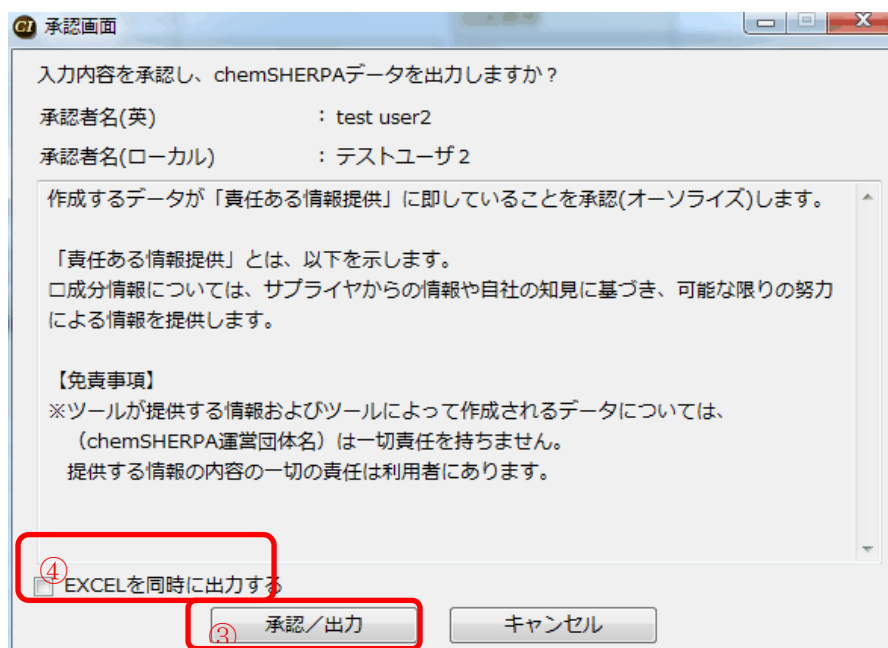 CI 承認画面
入力内容を承認し、chemSHERPAデータを出力しますか？
承認者名(英) : test user2
承認者名(ローカル) : テストユーザ２
作成するデータが「責任ある情報提供」に即していることを承認(オーソライズ)します。
「責任ある情報提供」とは、以下を示します。
□成分情報については、サプライヤからの情報や自社の知見に基づき、可能な限りの努力
による情報を提供します。
【免責事項】
※ツールが提供する情報およびツールによって作成されるデータについては、
（chemSHERPA運営団体名）は一切責任を持ちません。
提供する情報の内容の一切の責任は利用者にあります。
④
EXCELを同時に出力する
③ 承認／出力 キャンセル